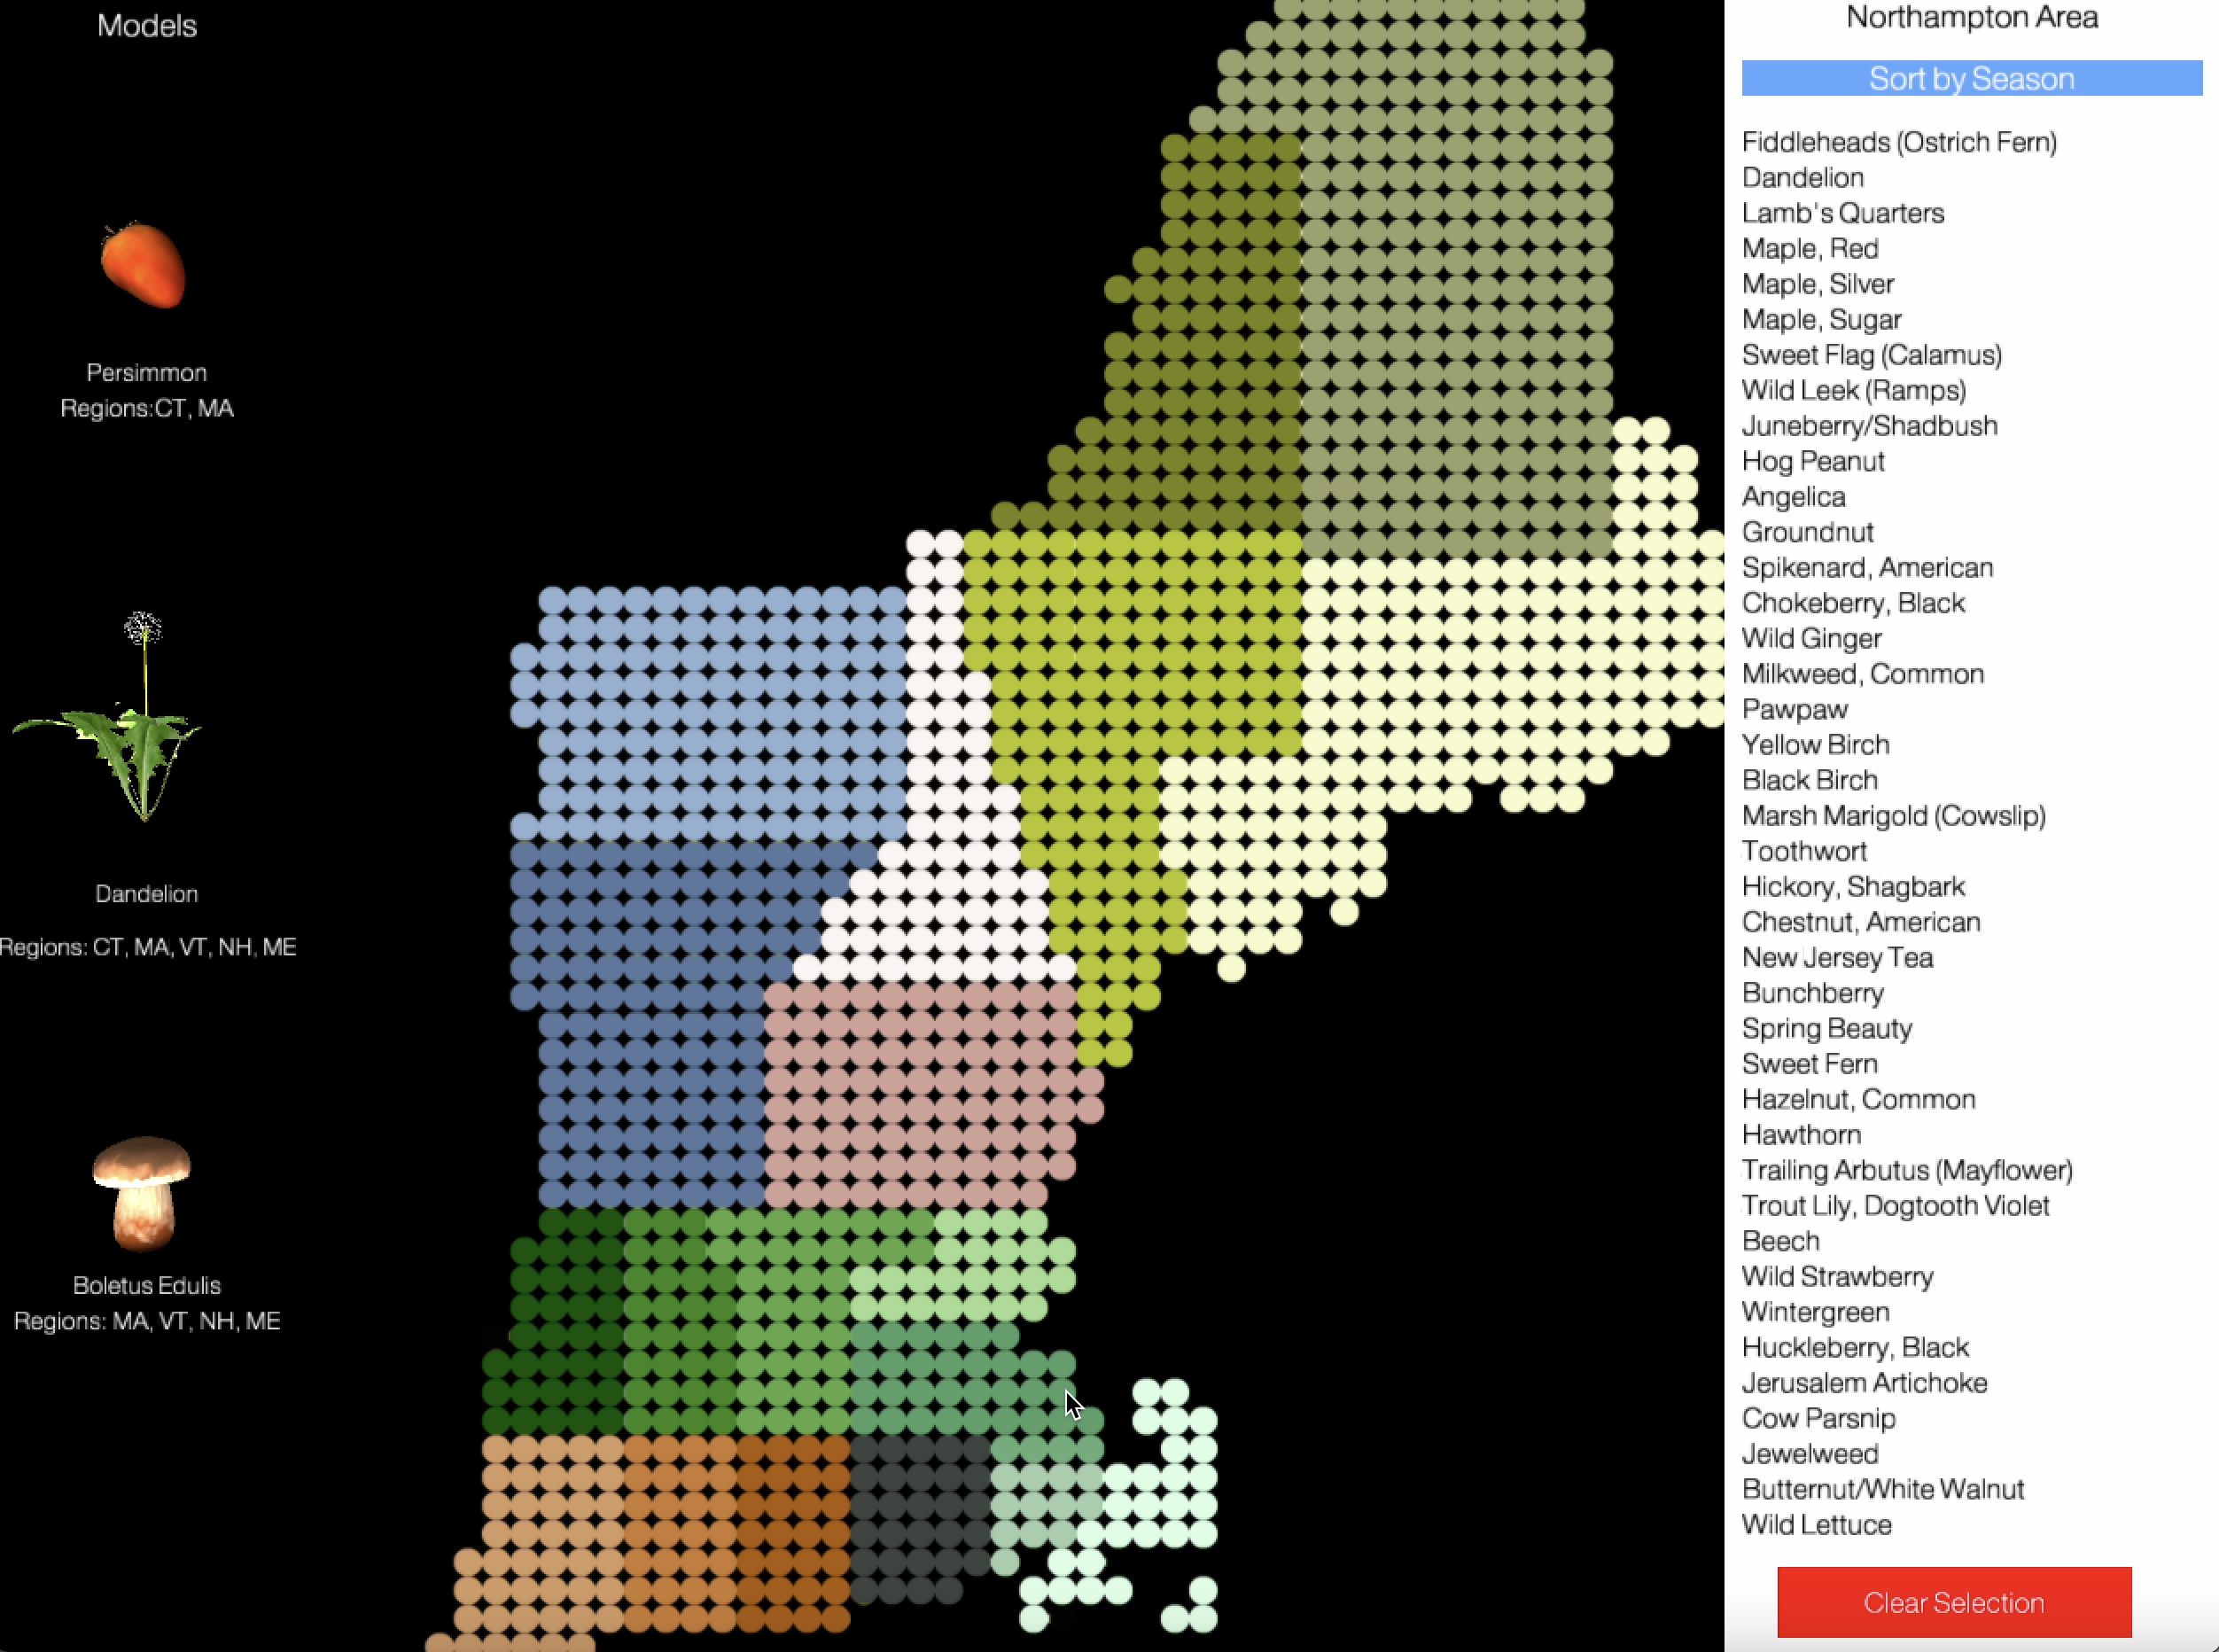 Models
Persimmon
Regions:CT, MA
Dandelion
Regions: CT, MA, VT, NH, ME
Boletus Edulis
Regions: MA, VT, NH, ME
Northampton Area
Sort by Season
Fiddleheads (Ostrich Fern)
Dandelion
Lamb's Quarters
Maple, Red
Maple, Silver
Maple, Sugar
Sweet Flag (Calamus)
Wild Leek (Ramps)
Juneberry/Shadbush
Hog Peanut
Angelica
Groundnut
Spikenard, American
Chokeberry, Black
Wild Ginger
Milkweed, Common
Pawpaw
Yellow Birch
Black Birch
Marsh Marigold (Cowslip)
Toothwort
Hickory, Shagbark
Chestnut, American
New Jersey Tea
Bunchberry
Spring Beauty
Sweet Fern
Hazelnut, Common
Hawthorn
Trailing Arbutus (Mayflower)
Trout Lily, Dogtooth Violet
Beech
Wild Strawberry
Wintergreen
Huckleberry, Black
Jerusalem Artichoke
Cow Parsnip
Jewelweed
Butternut/White Walnut
Wild Lettuce
Clear Selection